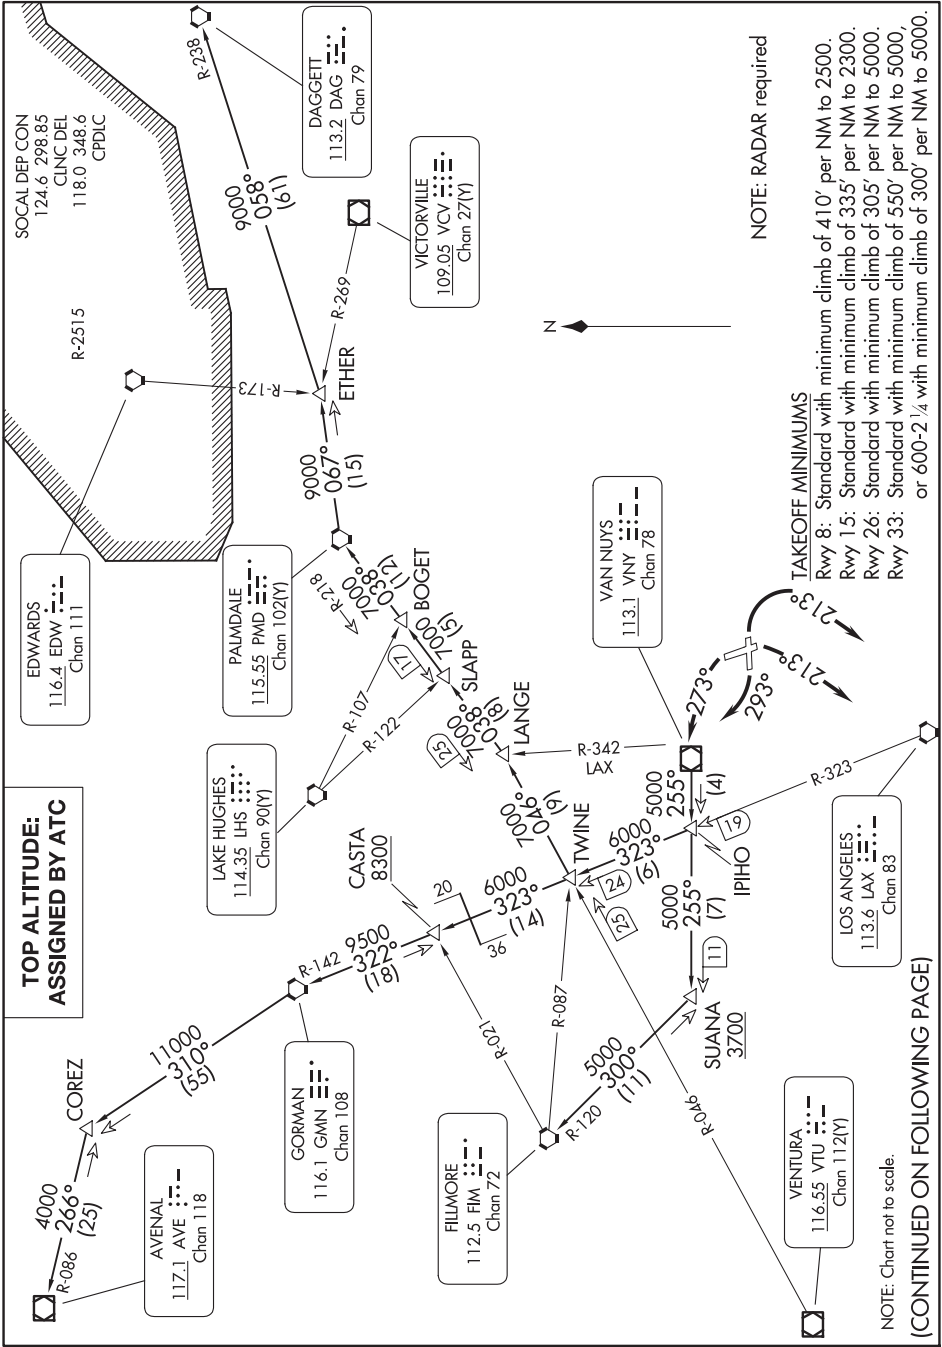 TOP ALTITUDE:
ASSIGNED BY ATC
SOCAL DEP CON
124.6 298.85
CLNC DEL
118.0 348.6
CPDLC
R-2515
COREZ
4000
266°
(25)
R-086
AVENAL
117.1 AVE
Chan 118
11000
310°
(55)
GORMAN
116.1 GMN
Chan 108
R-142
9500
322°
(18)
CASTA
8300
20
36
6000
323°
(14)
R-021
R-087
FILLMORE
112.5 FIM
Chan 72
R-120
5000
300°
(11)
SUANA
3700
11
5000
255°
(7)
R-046
VENTURA
116.55 VTU
Chan 112(Y)
TWINE
24
25
6000
323°
(6)
IPIHO
19
5000
255°
(4)
R-323
LOS ANGELES
113.6 LAX
Chan 83
VAN NUYS
113.1 VNY
Chan 78
R-342
LAX
273°
293°
213°
213°
7000
046°
(9)
LANGE
25
7000
038°
(8)
SLAPP
17
7000
(5)
BOGET
LAKE HUGHES
114.35 LHS
Chan 90(Y)
R-107
R-122
7000
038°
(12)
R-218
PALMDALE
115.55 PMD
Chan 102(Y)
EDWARDS
116.4 EDW
Chan 111
R-173
9000
067°
(15)
ETHER
R-269
VICTORVILLE
109.05 VCV
Chan 27(Y)
9000
058°
(61)
R-238
DAGGETT
113.2 DAG
Chan 79
N
NOTE: RADAR required
TAKEOFF MINIMUMS
Rwy 8: Standard with minimum climb of 410' per NM to 2500.
Rwy 15: Standard with minimum climb of 335' per NM to 2300.
Rwy 26: Standard with minimum climb of 305' per NM to 5000.
Rwy 33: Standard with minimum climb of 550' per NM to 5000,
or 600-2 ¼ with minimum climb of 300' per NM to 5000.
NOTE: Chart not to scale.
(CONTINUED ON FOLLOWING PAGE)